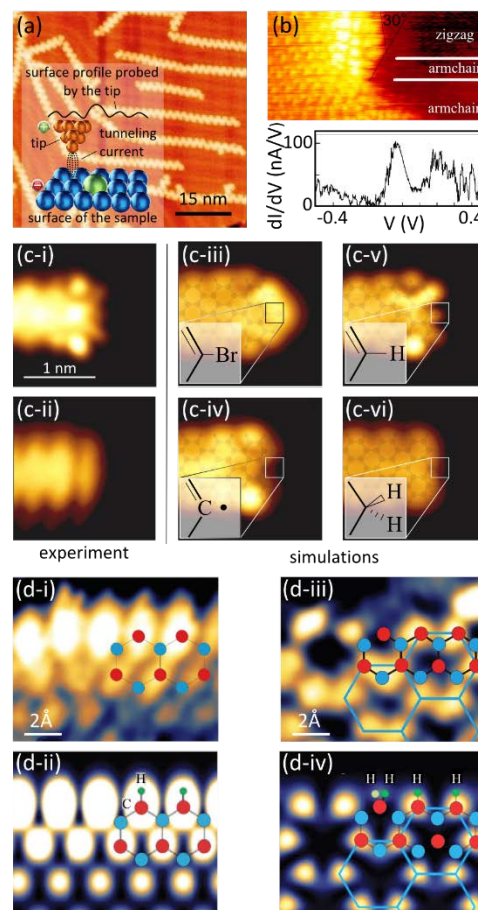 (a)
surface profile probed
by the tip
+
tunneling
tip
current
−
surface of the sample
15 nm
(b)
30°
zigzag
armchair
armchair
dI/dV (nA/V)
100
50
0
-0.4
0
0.4
V (V)
(c-i)
1 nm
(c-ii)
(c-iii)
Br
(c-iv)
C •
(c-v)
H
(c-vi)
H
H
experiment
simulations
(d-i)
2Å
(d-ii)
H
C
(d-iii)
2Å
(d-iv)
H H H H